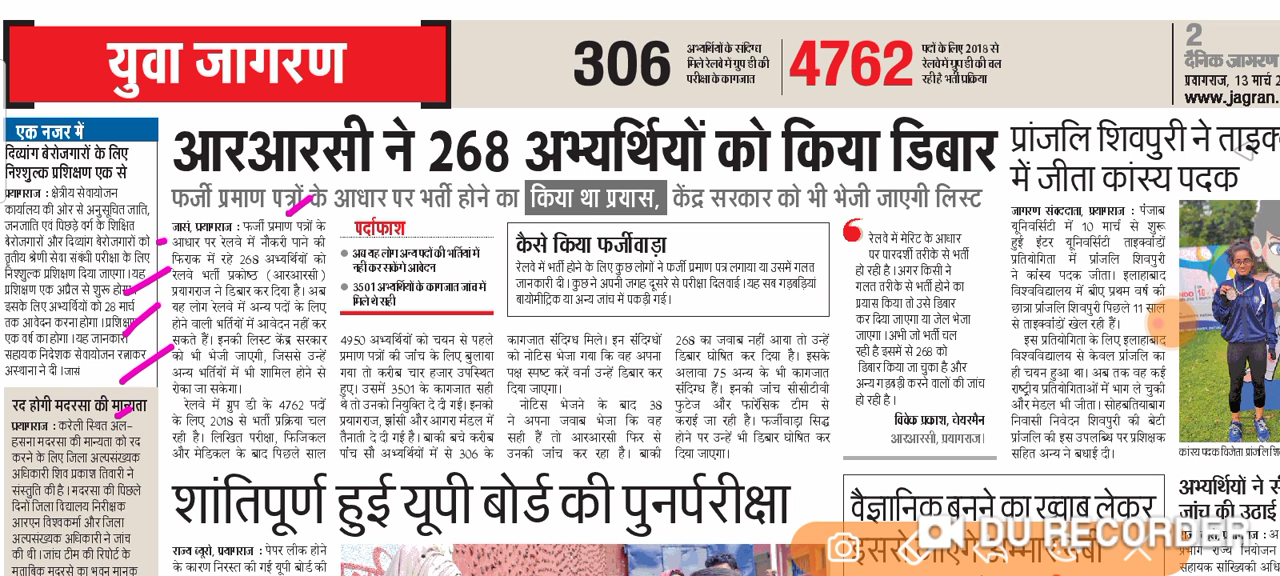 युवा जागरण
306
अभ्यर्थियों के संदिग्ध
मिले रेलवे में ग्रुप डी की
परीक्षा के कागजात
4762
पदों के लिए 2018 से
रेलवे में ग्रुप डी की चल
रही है भर्ती प्रक्रिया
2
दैनिक जागरण
प्रयागराज, 13 मार्च 2
www.jagran.
एक नजर में
दिव्यांग बेरोजगारों के लिए
निश्शुल्क प्रशिक्षण एक से
प्रयागराज : क्षेत्रीय सेवायोजन
कार्यालय की ओर से अनुसूचित जाति,
जनजाति एवं पिछड़े वर्ग के शिक्षित
बेरोजगारों और दिव्यांग बेरोजगारों को
तृतीय श्रेणी सेवा संबंधी परीक्षा के लिए
निश्शुल्क प्रशिक्षण दिया जाएगा। यह
प्रशिक्षण एक अप्रैल से शुरू होगा।
इसके लिए अभ्यर्थियों को 28 मार्च
तक आवेदन करना होगा। प्रशिक्षण
एक वर्ष का होगा। यह जानकारी
सहायक निदेशक सेवायोजन रत्नाकर
अस्थाना ने दी। जासं
रद होगी मदरसा की मान्यता
प्रयागराज : करेली स्थित अल-
हसना मदरसा की मान्यता को रद
करने के लिए जिला अल्पसंख्यक
अधिकारी शिव प्रकाश तिवारी ने
संस्तुति की है। मदरसा की पिछले
दिनों जिला विद्यालय निरीक्षक
आरएन विश्वकर्मा और जिला
अल्पसंख्यक अधिकारी ने जांच
की थी। जांच टीम की रिपोर्ट के
मुताबिक मदरसे का भवन मानक
आरआरसी ने 268 अभ्यर्थियों को किया डिबार
फर्जी प्रमाण पत्रों के आधार पर भर्ती होने का किया था प्रयास, केंद्र सरकार को भी भेजी जाएगी लिस्ट
जासं, प्रयागराज : फर्जी प्रमाण पत्रों के
आधार पर रेलवे में नौकरी पाने की
फिराक में रहे 268 अभ्यर्थियों को
रेलवे भर्ती प्रकोष्ठ (आरआरसी)
प्रयागराज ने डिबार कर दिया है। अब
यह लोग रेलवे में अन्य पदों के लिए
होने वाली भर्तियों में आवेदन नहीं कर
सकते हैं। इनकी लिस्ट केंद्र सरकार
को भी भेजी जाएगी, जिससे उन्हें
अन्य भर्तियों में भी शामिल होने से
रोका जा सकेगा।
रेलवे में ग्रुप डी के 4762 पदों
के लिए 2018 से भर्ती प्रक्रिया चल
रही है। लिखित परीक्षा, फिजिकल
और मेडिकल के बाद पिछले साल
पर्दाफाश
अब यह लोग अन्य पदों की भर्तियां में
नहीं कर सकेंगे आवेदन
3501 अभ्यर्थियों के कागजात जांच में
मिले थे सही
कैसे किया फर्जीवाड़ा
रेलवे में भर्ती होने के लिए कुछ लोगों ने फर्जी प्रमाण पत्र लगाया या उसमें गलत
जानकारी दी। कुछ ने अपनी जगह दूसरे से परीक्षा दिलवाई। यह सब गड़बड़ियां
बायोमीट्रिक या अन्य जांच में पकड़ी गई।
4950 अभ्यर्थियों को चयन से पहले
प्रमाण पत्रों की जांच के लिए बुलाया
गया तो करीब चार हजार उपस्थित
हुए। उसमें 3501 के कागजात सही
थे तो उनको नियुक्ति दे दी गई। इनको
प्रयागराज, झांसी और आगरा मंडल में
तैनाती दे दी गई है। बाकी बचे करीब
पांच सौ अभ्यर्थियों में से 306 के
कागजात संदिग्ध मिले। इन संदिग्धों
को नोटिस भेजा गया कि वह अपना
पक्ष स्पष्ट करें वर्ना उन्हें डिबार कर
दिया जाएगा।
नोटिस भेजने के बाद 38
ने अपना जवाब भेजा कि वह
सही हैं तो आरआरसी फिर से
उनकी जांच कर रहा है। बाकी
268 का जवाब नहीं आया तो उन्हें
डिबार घोषित कर दिया है। इसके
अलावा 75 अन्य के भी कागजात
संदिग्ध हैं। इनकी जांच सीसीटीवी
फुटेज और फारेंसिक टीम से
कराई जा रही है। फर्जीवाड़ा सिद्ध
होने पर उन्हें भी डिबार घोषित कर
दिया जाएगा।
रेलवे में मेरिट के आधार
पर पारदर्शी तरीके से भर्ती
हो रही है। अगर किसी ने
गलत तरीके से भर्ती होने का
प्रयास किया तो उसे डिबार
कर दिया जाएगा या जेल भेजा
जाएगा। अभी जो भर्ती चल
रही है इसमें से 268 को
डिबार किया जा चुका है और
अन्य गड़बड़ी करने वालों की जांच
हो रही है।
विवेक प्रकाश, चेयरमैन
आरआरसी, प्रयागराज।
प्रांजलि शिवपुरी ने ताइक
में जीता कांस्य पदक
जागरण संवाददाता, प्रयागराज : पंजाब
यूनिवर्सिटी में 10 मार्च से शुरू
हुई इंटर यूनिवर्सिटी ताइक्वांडों
प्रतियोगिता में प्रांजलि शिवपुरी
ने कांस्य पदक जीता। इलाहाबाद
विश्वविद्यालय में बीए प्रथम वर्ष की
छात्रा प्रांजलि शिवपुरी पिछले 11 साल
से ताइक्वांडों खेल रही हैं।
इस प्रतियोगिता के लिए इलाहाबाद
विश्वविद्यालय से केवल प्रांजलि का
ही चयन हुआ था। अब तक वह कई
राष्ट्रीय प्रतियोगिताओं में भाग ले चुकी
और मेडल भी जीता। सोहबतियाबाग
निवासी निवेदन शिवपुरी की बेटी
प्रांजलि की इस उपलब्धि पर प्रशिक्षक
सहित अन्य ने बधाई दी।
कांस्य पदक विजेता प्रांजलि
शांतिपूर्ण हुई यूपी बोर्ड की पुनर्परीक्षा
राज्य ब्यूरो, प्रयागराज : पेपर लीक होने
के कारण निरस्त की गई यूपी बोर्ड की
वैज्ञानिक बनने का ख्वाब लेकर
अभ्यर्थियों ने
जांच की उठाई
DU RECORDER